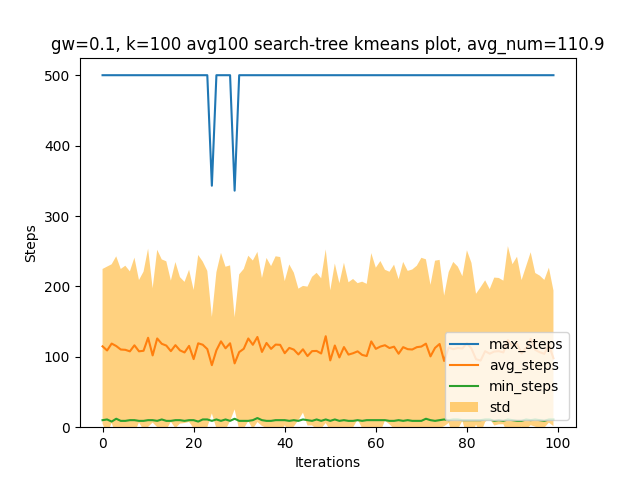 gw=0.1, k=100 avg100 search-tree kmeans plot, avg_num=110.9
500
400
300
200
100
0
Steps
0 20 40 60 80 100
Iterations
max_steps
avg_steps
min_steps
std